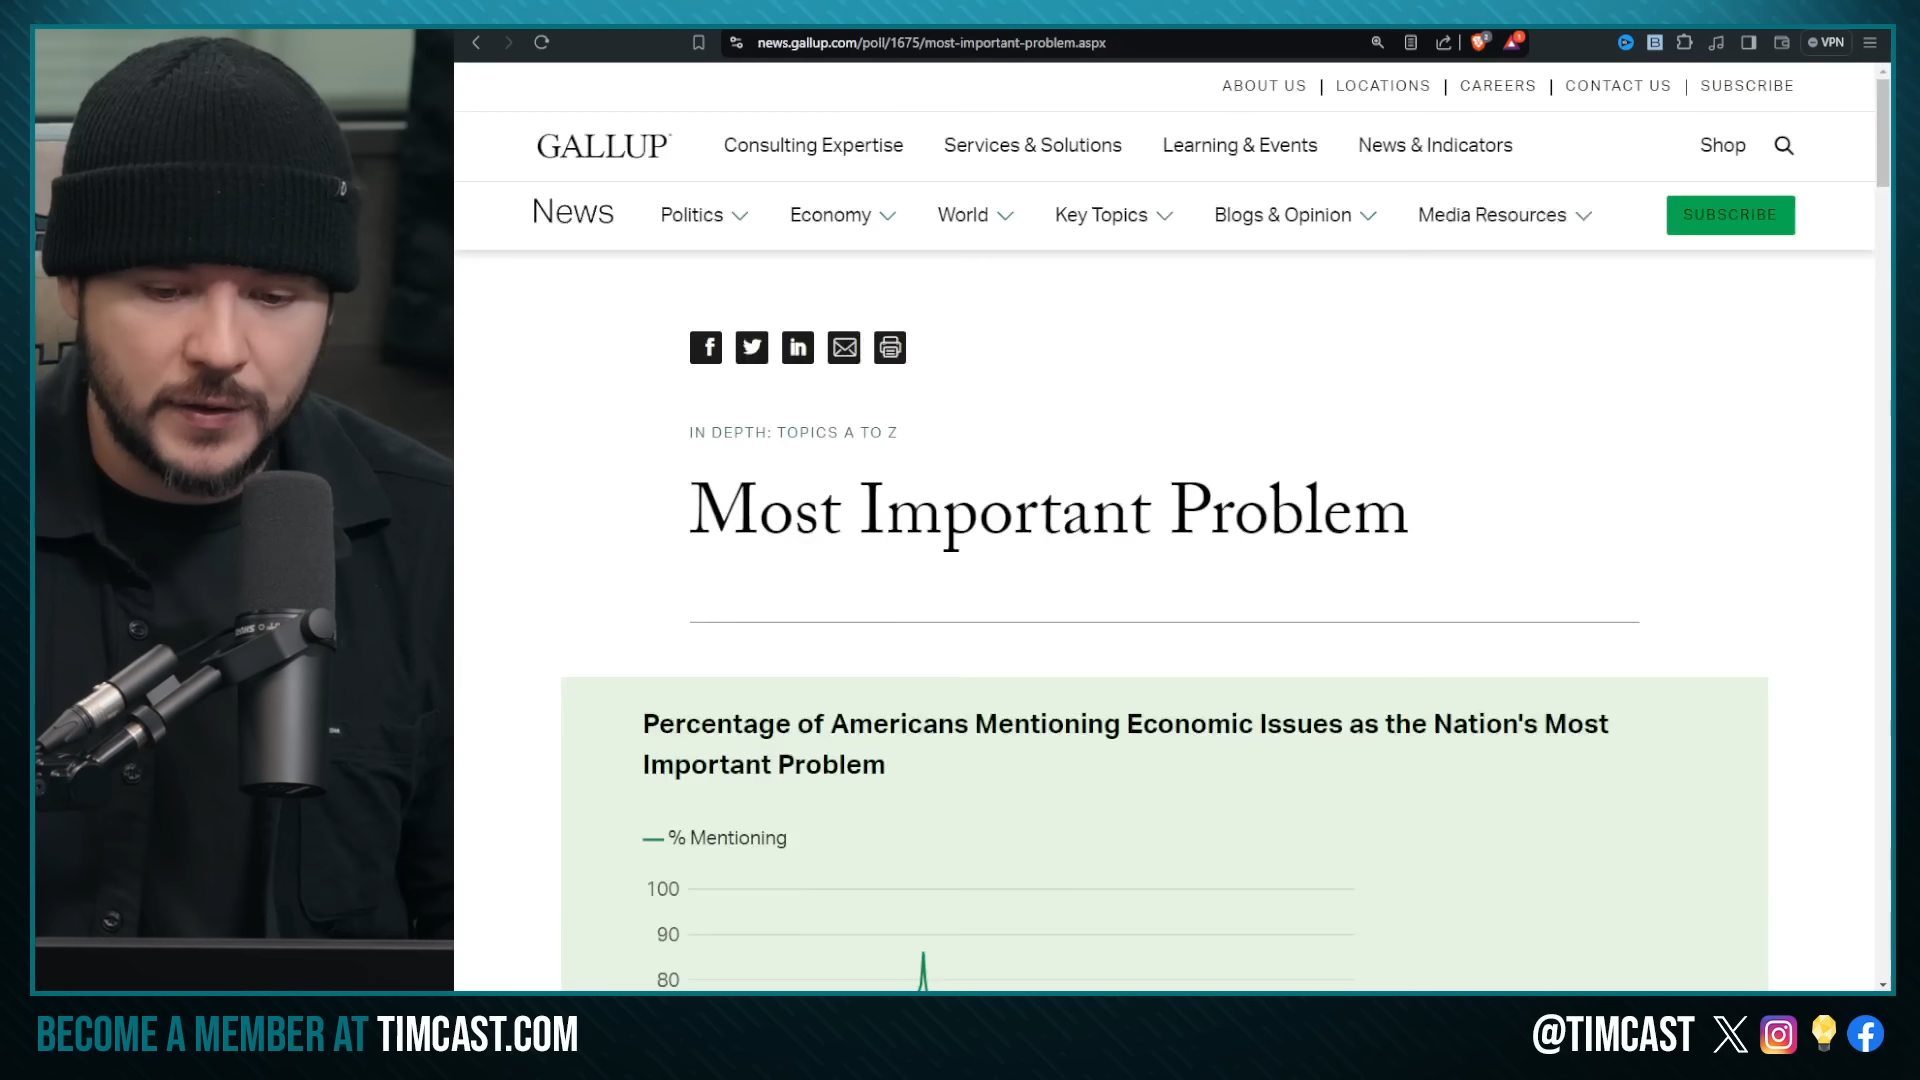 news.gallup.com/poll/1675/most-important-problem.aspx
VPN
ABOUT US | LOCATIONS | CAREERS | CONTACT US | SUBSCRIBE
GALLUP
Consulting Expertise
Services & Solutions
Learning & Events
News & Indicators
Shop
News
Politics
Economy
World
Key Topics
Blogs & Opinion
Media Resources
SUBSCRIBE
IN DEPTH: TOPICS A TO Z
Most Important Problem
Percentage of Americans Mentioning Economic Issues as the Nation's Most
Important Problem
% Mentioning
100
90
80
BECOME A MEMBER AT TIMCAST.COM
@TIMCAST